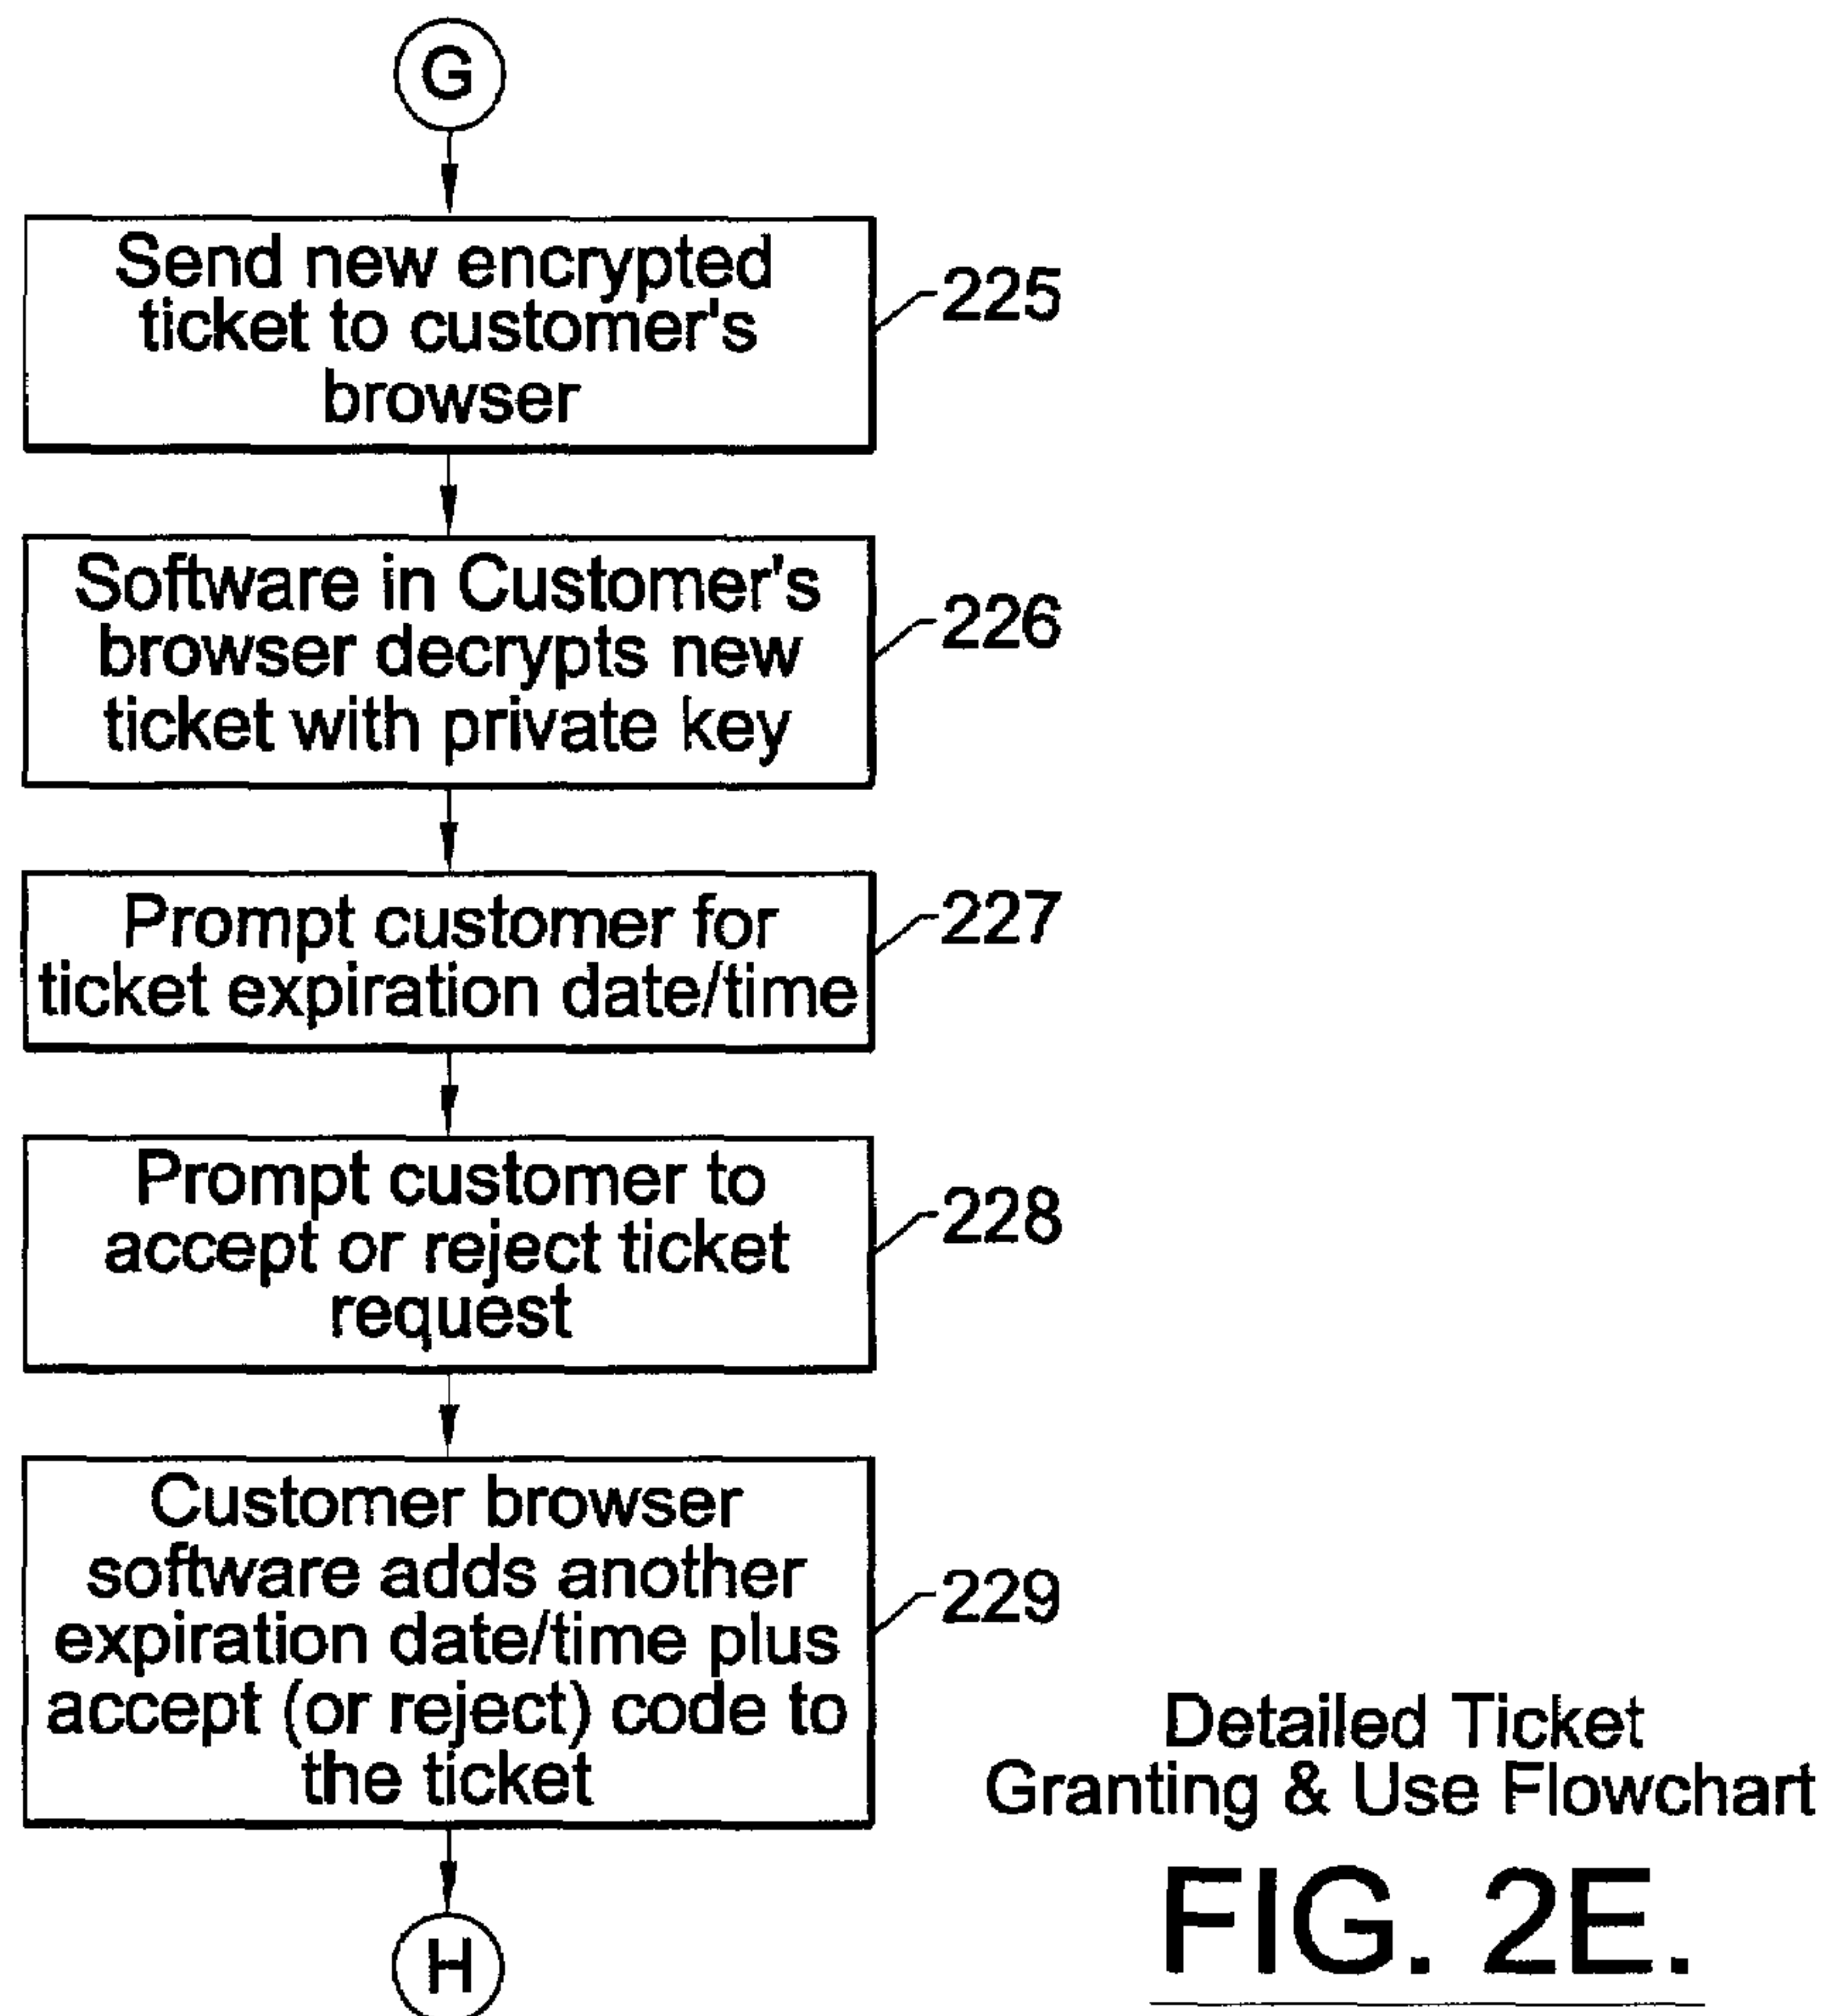 G
Send new encrypted
ticket to customer's
browser
225
Software in Customer's
browser decrypts new
ticket with private key
226
Prompt customer for
ticket expiration date/time
227
Prompt customer to
accept or reject ticket
request
228
Customer browser
software adds another
expiration date/time plus
accept (or reject) code to
the ticket
229
H
Detailed Ticket
Granting & Use Flowchart
FIG. 2E.